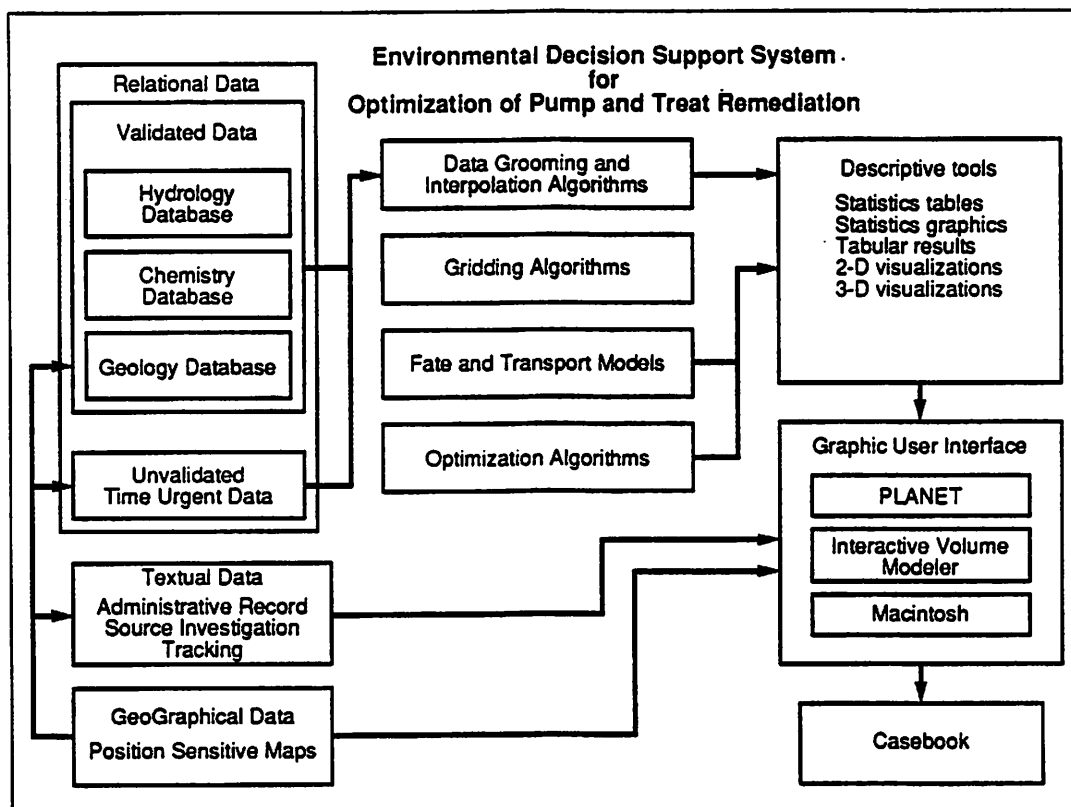 Environmental Decision Support System
for
Optimization of Pump and Treat Remediation
Relational Data
Validated Data
Hydrology
Database
Chemistry
Database
Geology Database
Unvalidated
Time Urgent Data
Textual Data
Administrative Record
Source Investigation
Tracking
GeoGraphical Data
Position Sensitive Maps
Data Grooming and
Interpolation Algorithms
Gridding Algorithms
Fate and Transport Models
Optimization Algorithms
Descriptive tools
Statistics tables
Statistics graphics
Tabular results
2-D visualizations
3-D visualizations
Graphic User Interface
PLANET
Interactive Volume
Modeler
Macintosh
Casebook